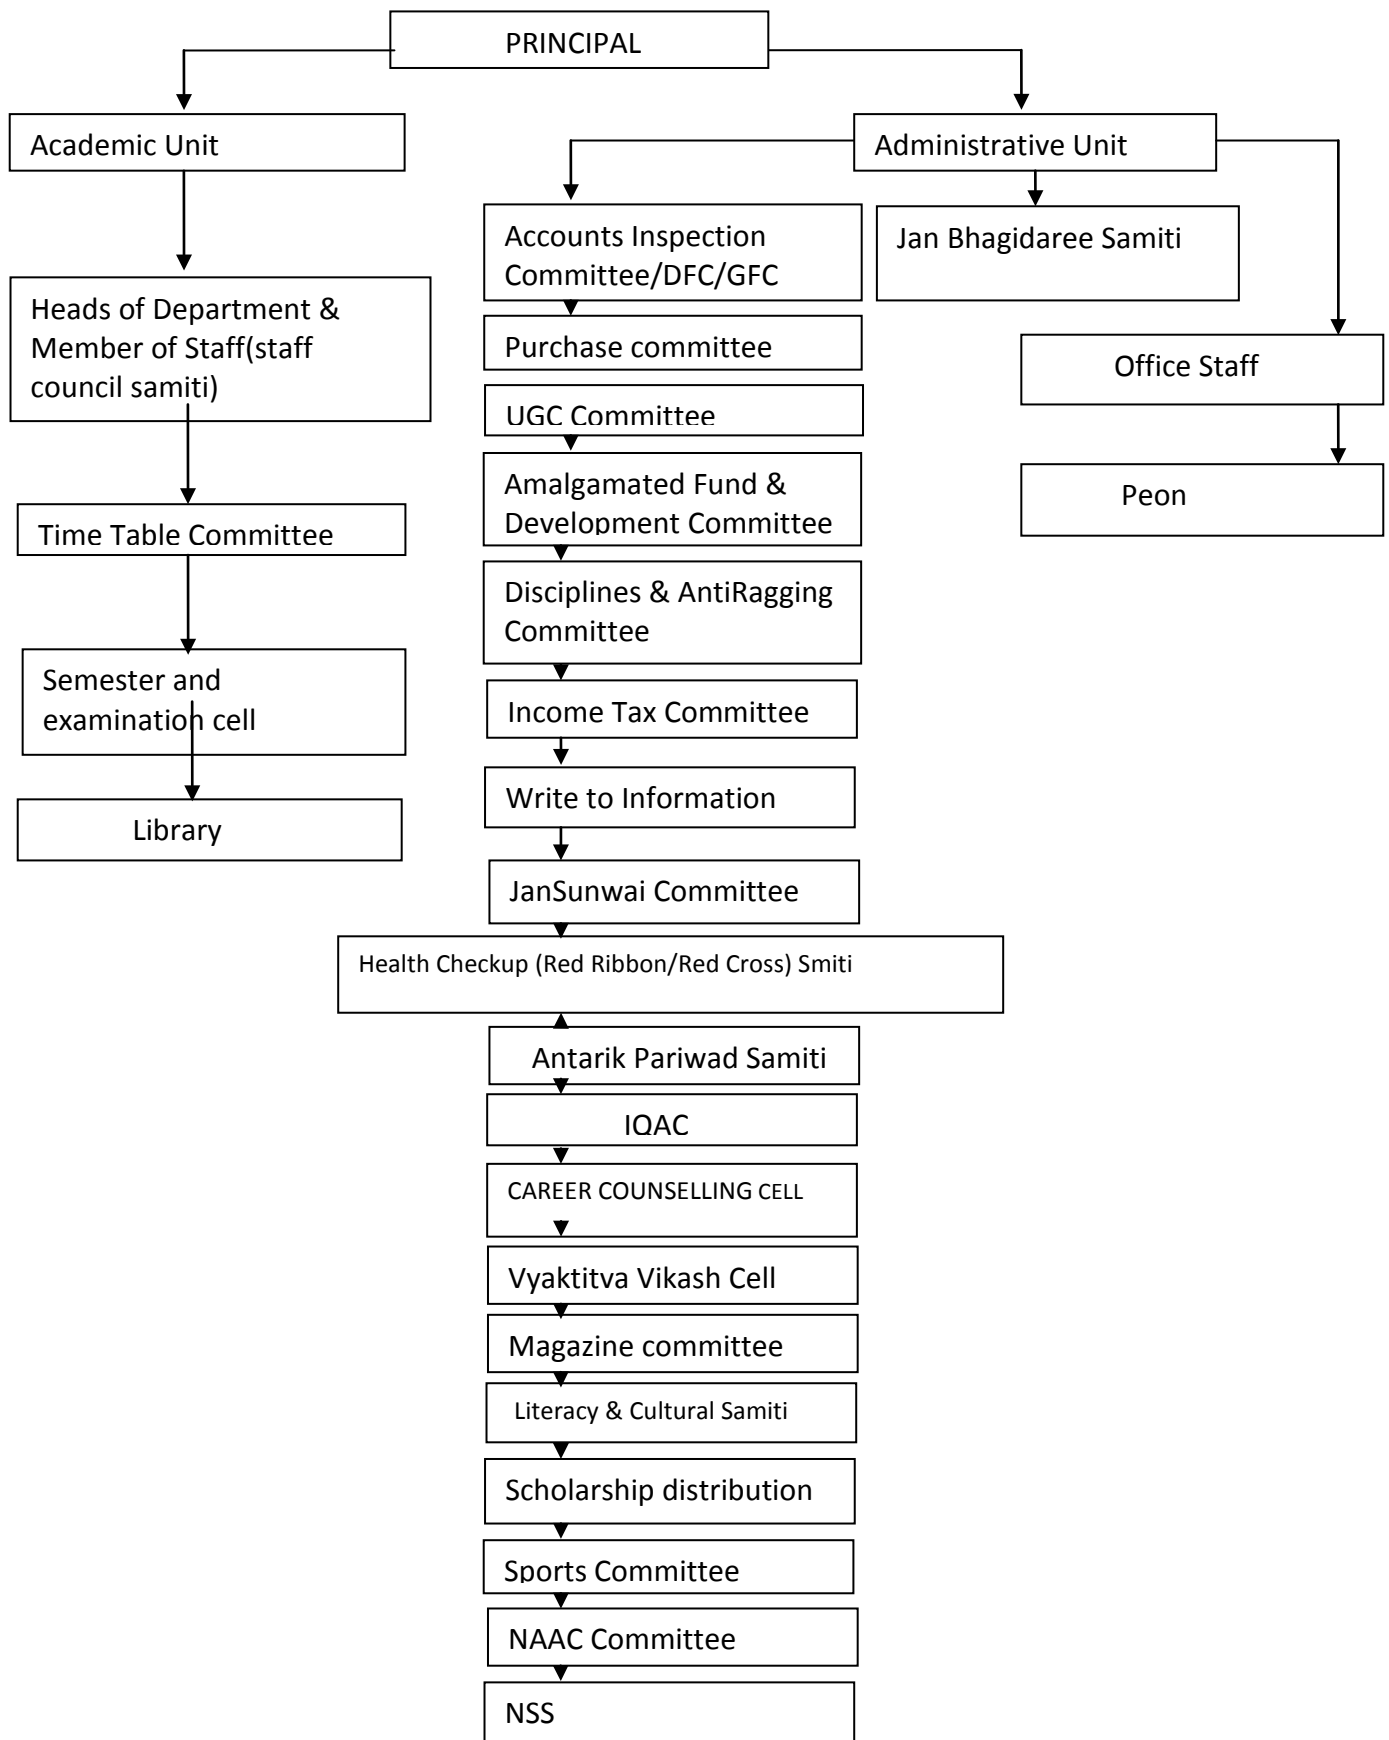 PRINCIPAL
Academic Unit
Administrative Unit
Accounts Inspection
Committee/DFC/GFC
Jan Bhagidaree Samiti
Heads of Department &
Member of Staff(staff
council samiti)
Purchase committee
Office Staff
UGC Committee
Amalgamated Fund &
Development Committee
Peon
Time Table Committee
Disciplines & AntiRagging
Committee
Semester and
examination cell
Income Tax Committee
Write to Information
Library
JanSunwai Committee
Health Checkup (Red Ribbon/Red Cross) Smiti
Antarik Pariwad Samiti
IQAC
CAREER COUNSELLING CELL
Vyaktitva Vikash Cell
Magazine committee
Literacy & Cultural Samiti
Scholarship distribution
Sports Committee
NAAC Committee
NSS